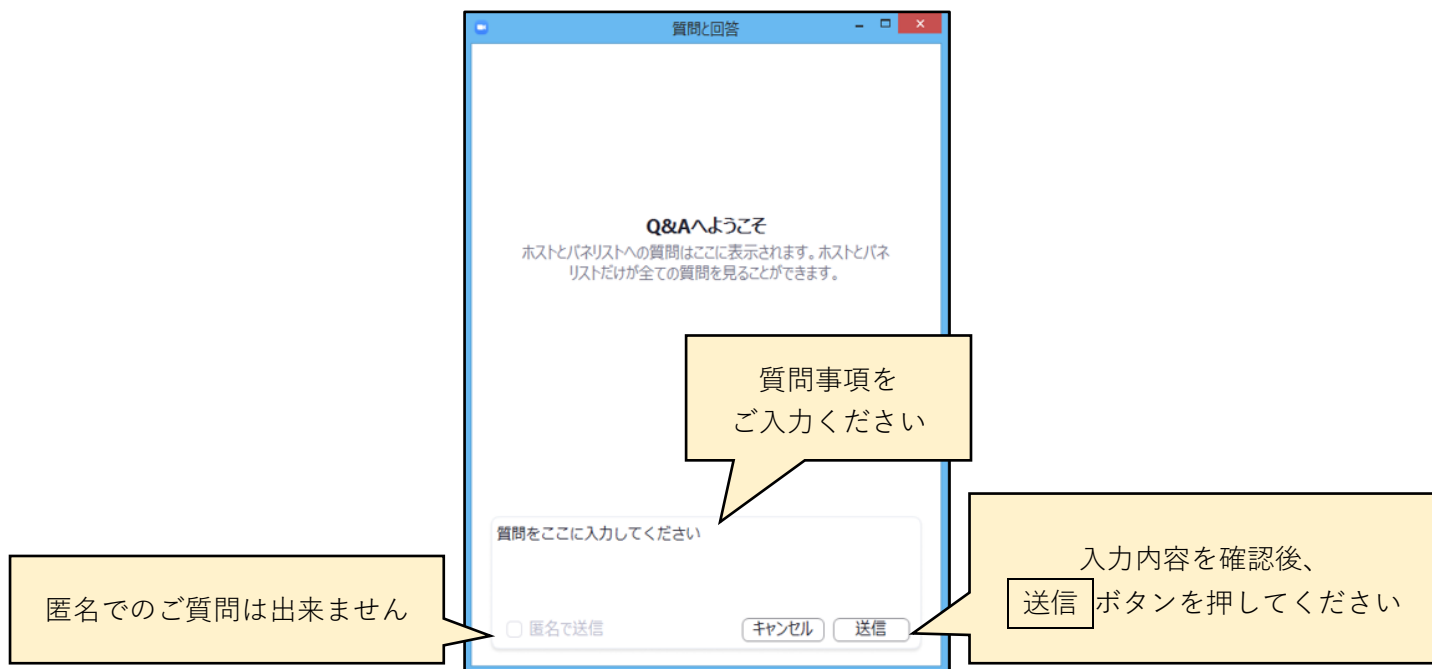 質問と回答
Q&Aへようこそ
ホストとパネリストへの質問はここに表示されます。ホストとパネ
リストだけが全ての質問を見ることができます。
質問事項を
ご入力ください
質問をここに入力してください
入力内容を確認後、
送信 ボタンを押してください
匿名でのご質問は出来ません
匿名で送信
キャンセル
送信